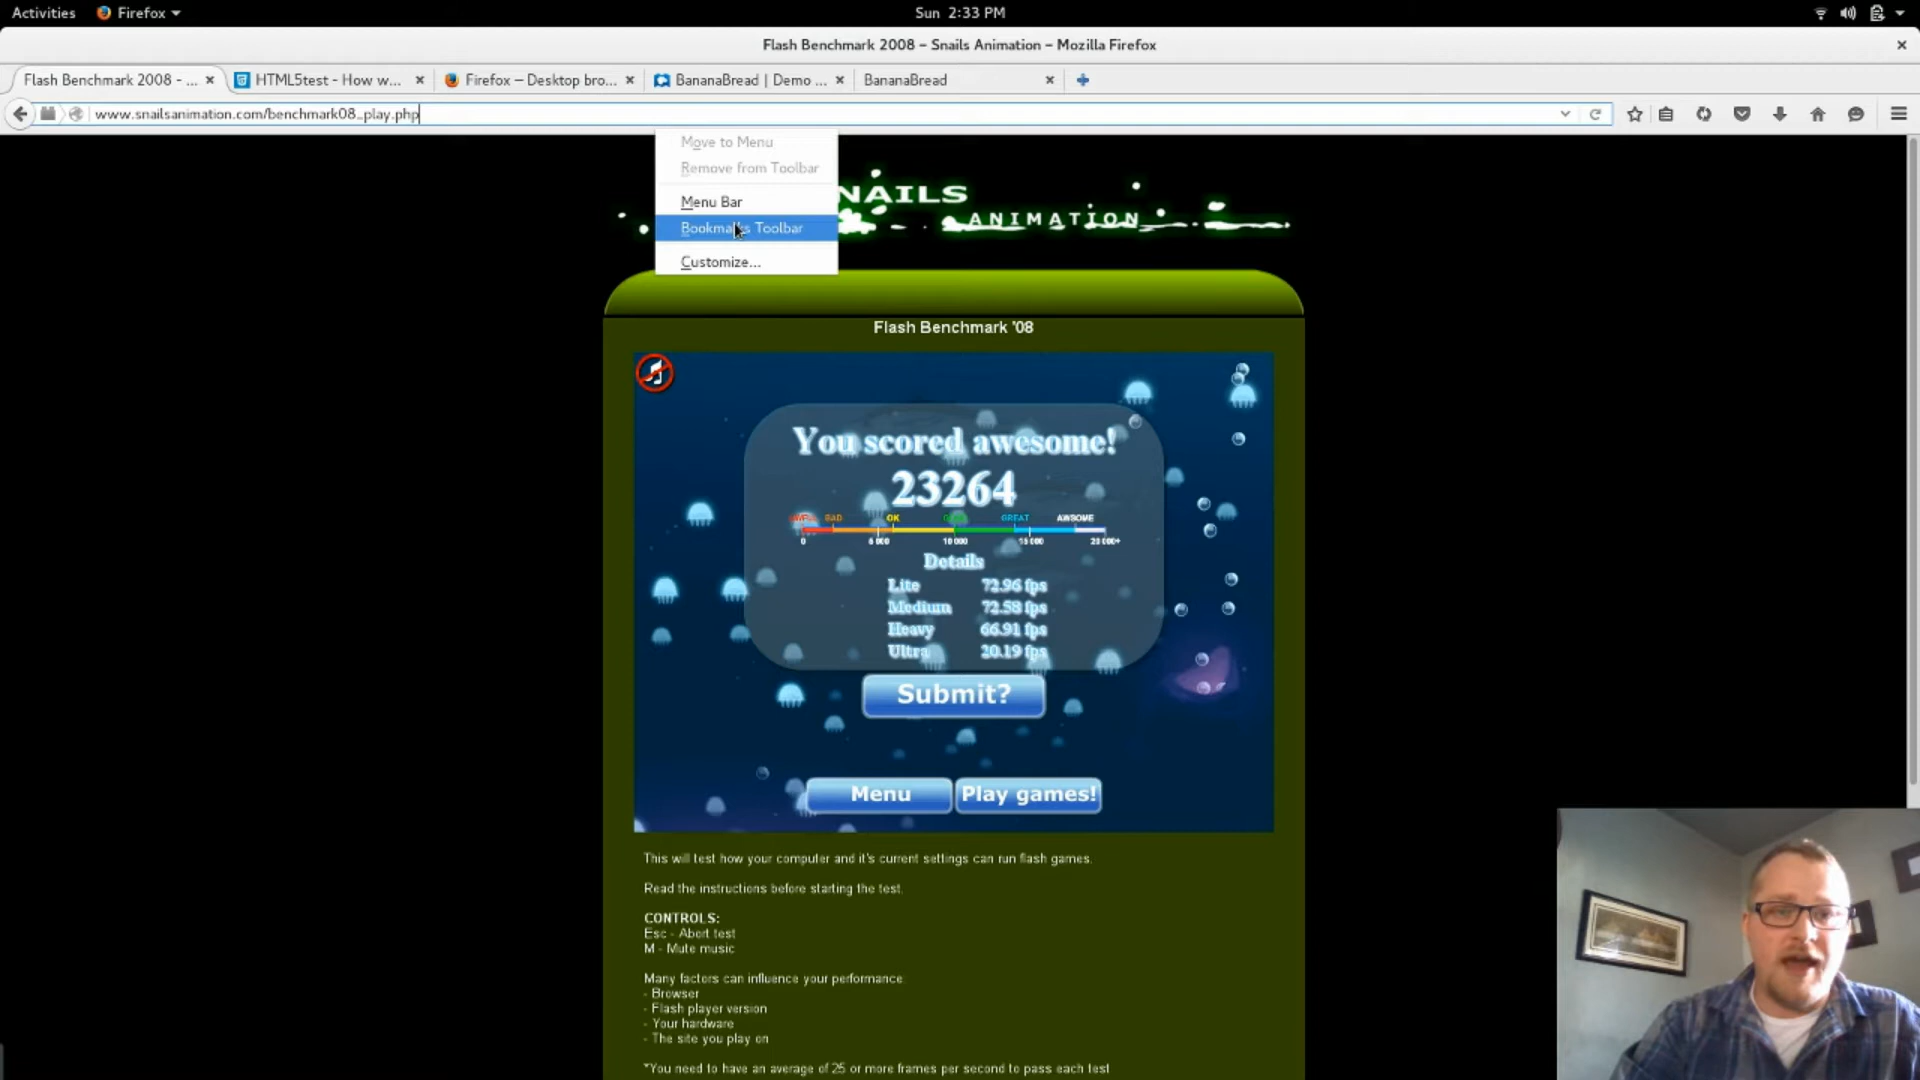 Activities Firefox Sun 2:33 PM
Flash Benchmark 2008 – Snails Animation – Mozilla Firefox
Flash Benchmark 2008 - ... HTML5test - How w... Firefox — Desktop bro... BananaBread | Demo ... BananaBread
www.snailsanimation.com/benchmark08_play.php
Move to Menu
Remove from Toolbar
Menu Bar
Bookmarks Toolbar
Customize...
NAILS
ANIMATION
Flash Benchmark '08
You scored awesome!
23264
BAD OK GREAT AWSOME
0 10 000 15 000
Details
Lite 72.96 fps
Medium 72.58 fps
Heavy 66.91 fps
Ultra 20.19 fps
Submit?
Menu Play games!
This will test how your computer and it's current settings can run flash games.
Read the instructions before starting the test.
CONTROLS:
Esc - Abort test
M - Mute music
Many factors can influence your performance
- Browser
- Flash player version
- Your hardware
- The site you play on
*You need to have an average of 25 or more frames per second to pass each test